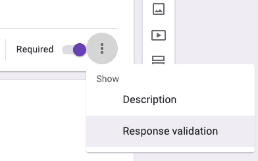 Required
Show
Description
Response validation